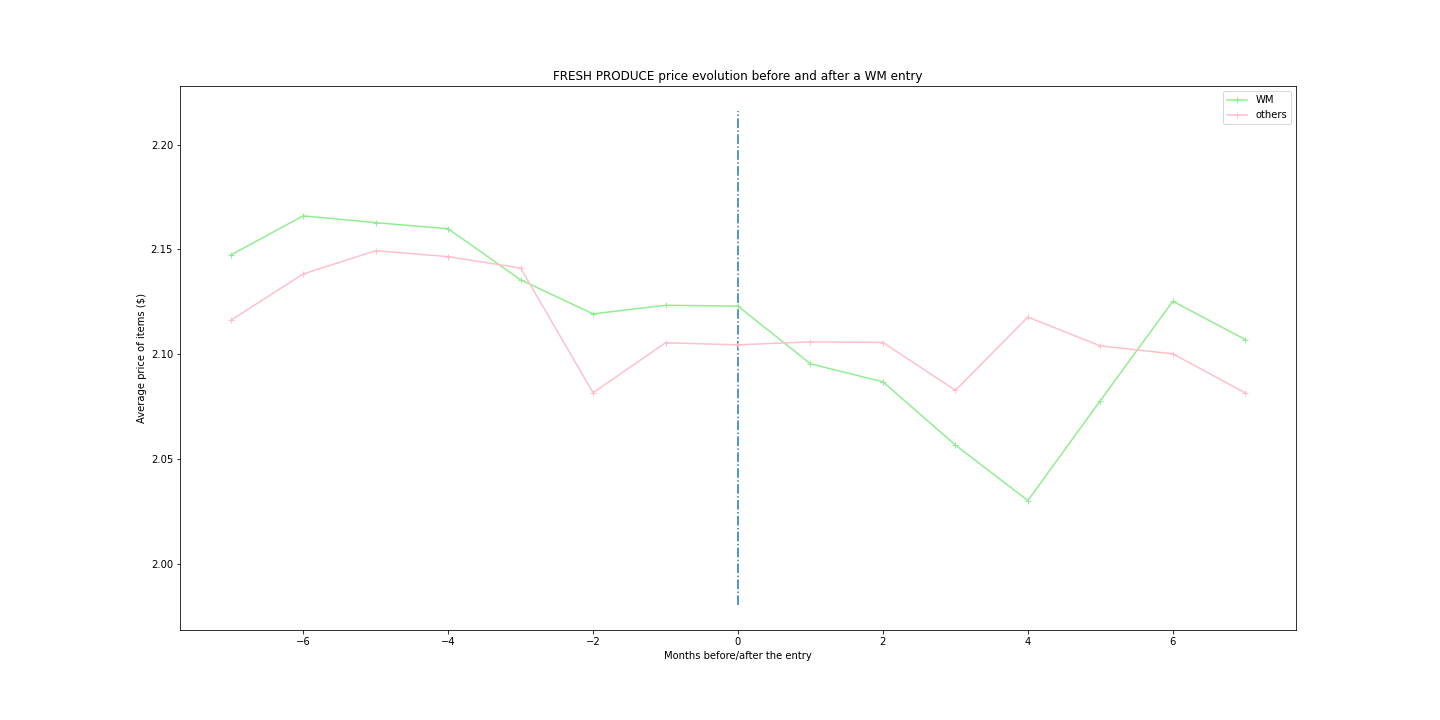 FRESH PRODUCE price evolution before and after a WM entry
WM
others
2.20
2.15
2.10
2.05
2.00
Average price of items ($)
−6
−4
−2
0
2
4
6
Months before/after the entry